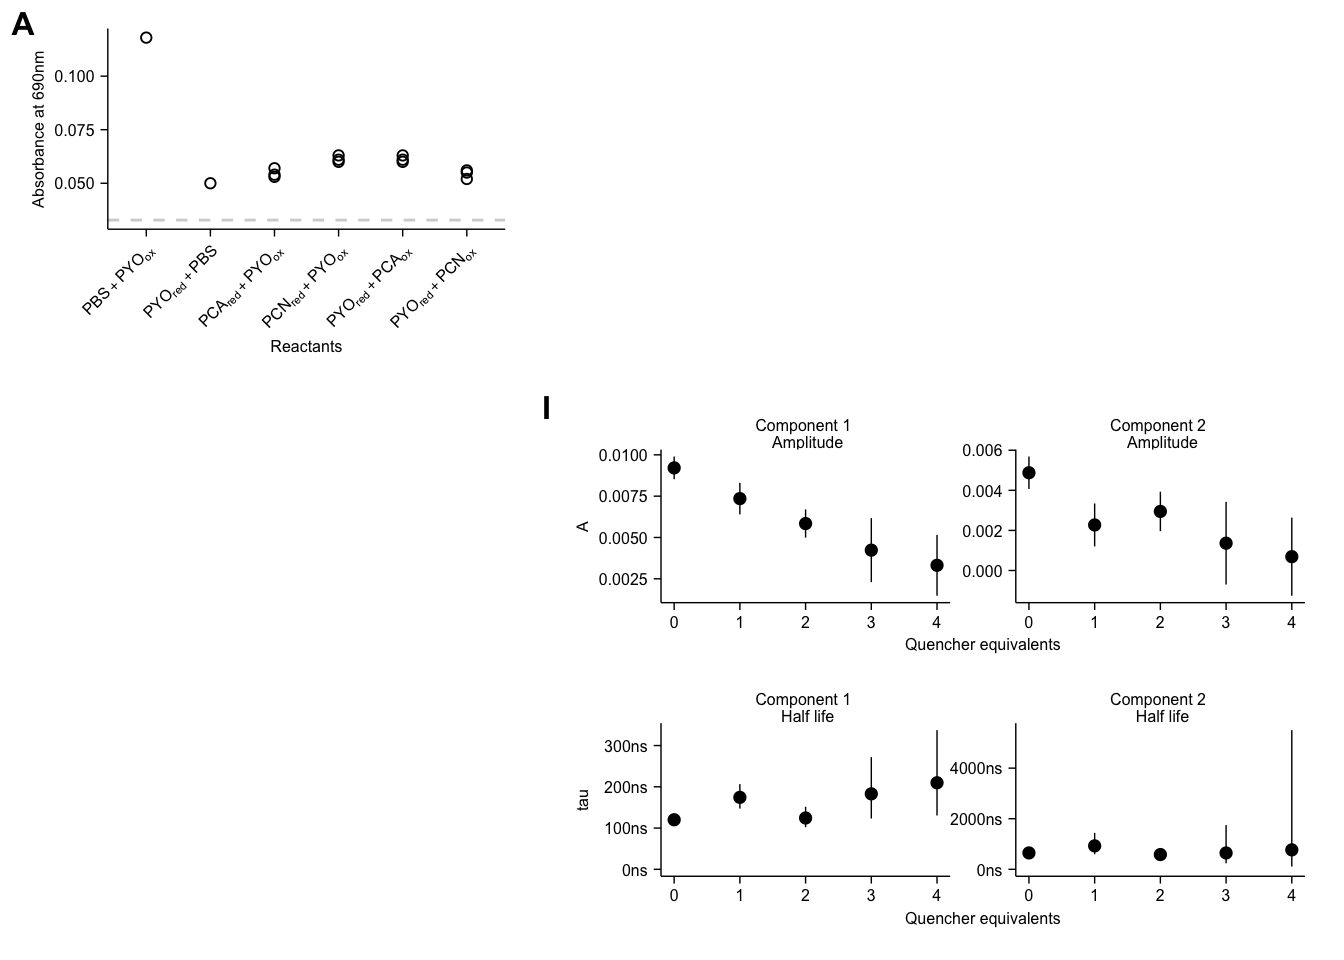 A
Absorbance at 690nm
0.100
0.075
0.050
PBS + PYOox
PYOred + PBS
PCAred + PYOox
PCNred + PYOox
PYOred + PCAox
PYOred + PCNox
Reactants
I
Component 1
Amplitude
A
0.0100
0.0075
0.0050
0.0025
0 1 2 3 4
Component 2
Amplitude
0.006
0.004
0.002
0.000
0 1 2 3 4
Quencher equivalents
Component 1
Half life
tau
300ns
200ns
100ns
0ns
0 1 2 3 4
Component 2
Half life
4000ns
2000ns
0ns
0 1 2 3 4
Quencher equivalents